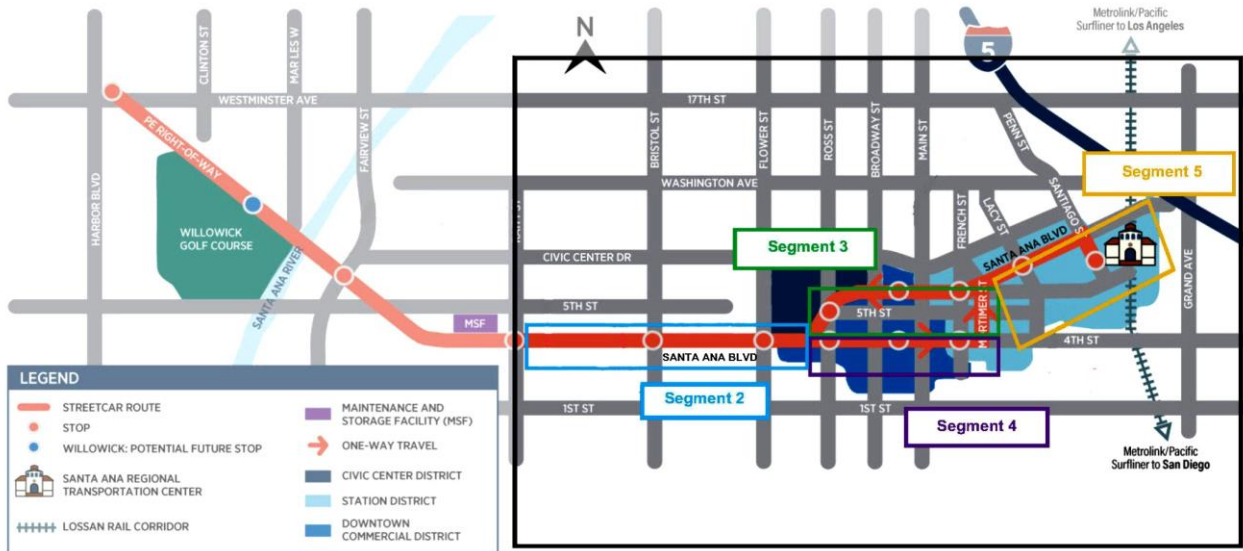 Metrolink/Pacific
Surfliner to Los Angeles
N
5
CLINTON ST
MAR LES W
WESTMINSTER AVE
17TH ST
PE RIGHT-OF-WAY
FAIRVIEW ST
BRISTOL ST
FLOWER ST
ROSS ST
BROADWAY ST
MAIN ST
PENN ST
HARBOR BLVD
WASHINGTON AVE
Segment 5
SANTIAGO ST
LACY ST
FRENCH ST
WILLOWICK
GOLF COURSE
SANTA ANA RIVER
CIVIC CENTER DR
Segment 3
SANTA ANA BLVD
GRAND AVE
5TH ST
5TH ST
MORTIMER ST
MSF
SANTA ANA BLVD
4TH ST
Segment 2
1ST ST
1ST ST
Segment 4
Metrolink/Pacific
Surfliner to San Diego
LEGEND
STREETCAR ROUTE
STOP
WILLOWICK: POTENTIAL FUTURE STOP
SANTA ANA REGIONAL
TRANSPORTATION CENTER
LOSSAN RAIL CORRIDOR
MAINTENANCE AND
STORAGE FACILITY (MSF)
ONE-WAY TRAVEL
CIVIC CENTER DISTRICT
STATION DISTRICT
DOWNTOWN
COMMERCIAL DISTRICT